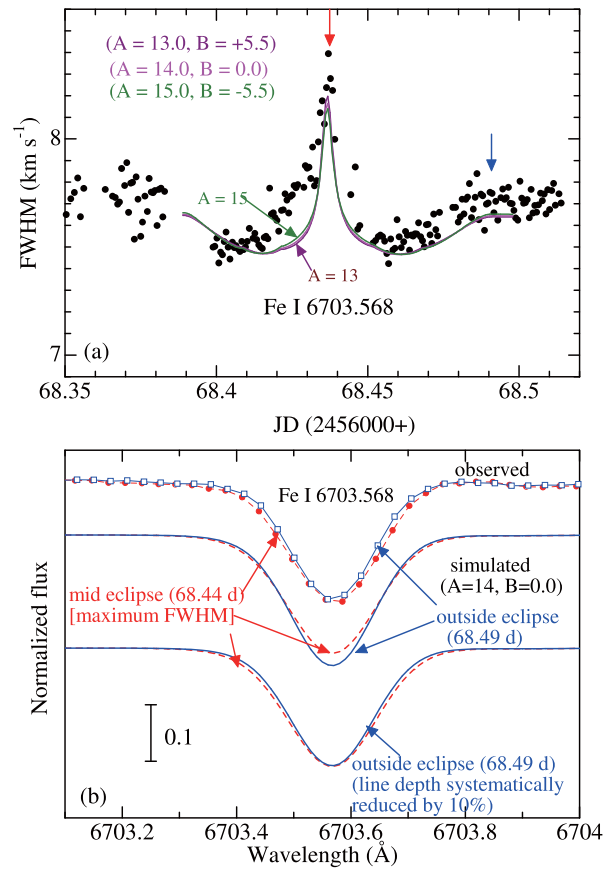 (A = 13.0, B = +5.5)
(A = 14.0, B = 0.0)
(A = 15.0, B = -5.5)
8
FWHM (km s⁻¹)
A = 15
A = 13
Fe I 6703.568
7
(a)
68.35
68.4
68.45
68.5
JD (2456000+)
observed
Fe I 6703.568
simulated
(A=14, B=0.0)
mid eclipse (68.44 d)
[maximum FWHM]
outside eclipse
(68.49 d)
Normalized flux
0.1
outside eclipse (68.49 d)
(line depth systematically
reduced by 10%)
(b)
6703.2
6703.4
6703.6
6703.8
6704
Wavelength (Å)